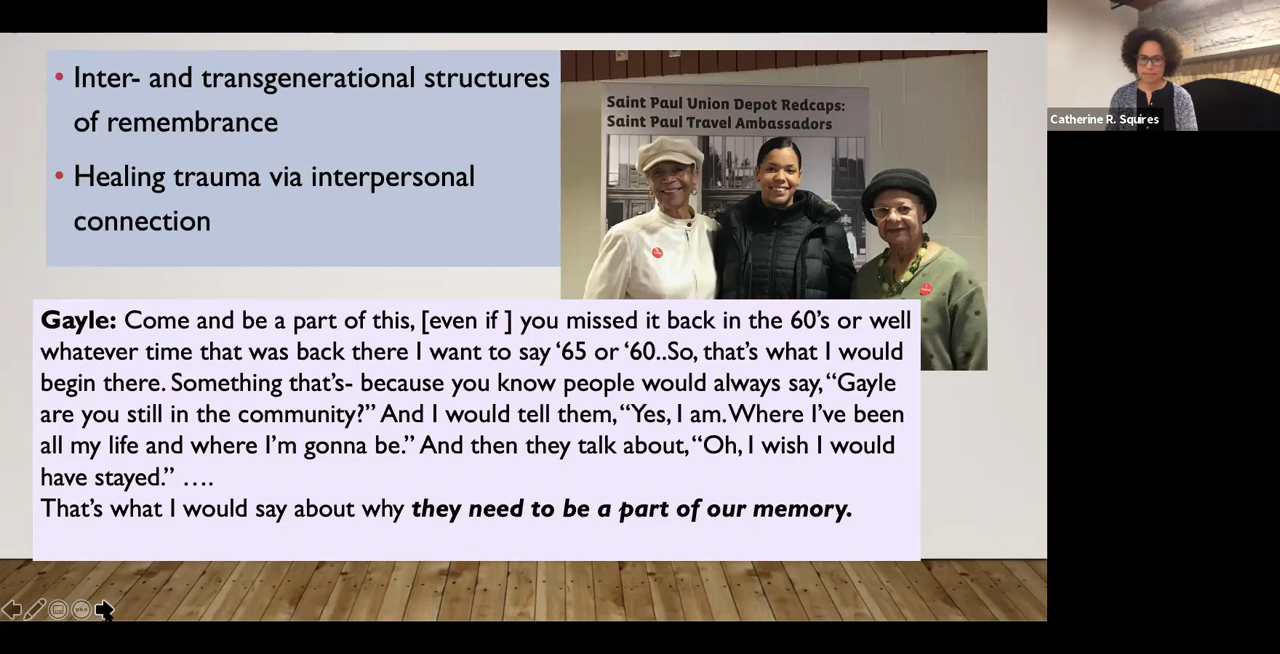 • Inter- and transgenerational structures
of remembrance
• Healing trauma via interpersonal
connection
Saint Paul Union Depot Redcaps:
Saint Paul Travel Ambassadors
Catherine R. Squires
Gayle: Come and be a part of this, [even if ] you missed it back in the 60’s or well
whatever time that was back there I want to say ‘65 or ‘60..So, that’s what I would
begin there. Something that’s- because you know people would always say, “Gayle
are you still in the community?” And I would tell them, “Yes, I am. Where I’ve been
all my life and where I’m gonna be.” And then they talk about, “Oh, I wish I would
have stayed.” ….
That’s what I would say about why they need to be a part of our memory.